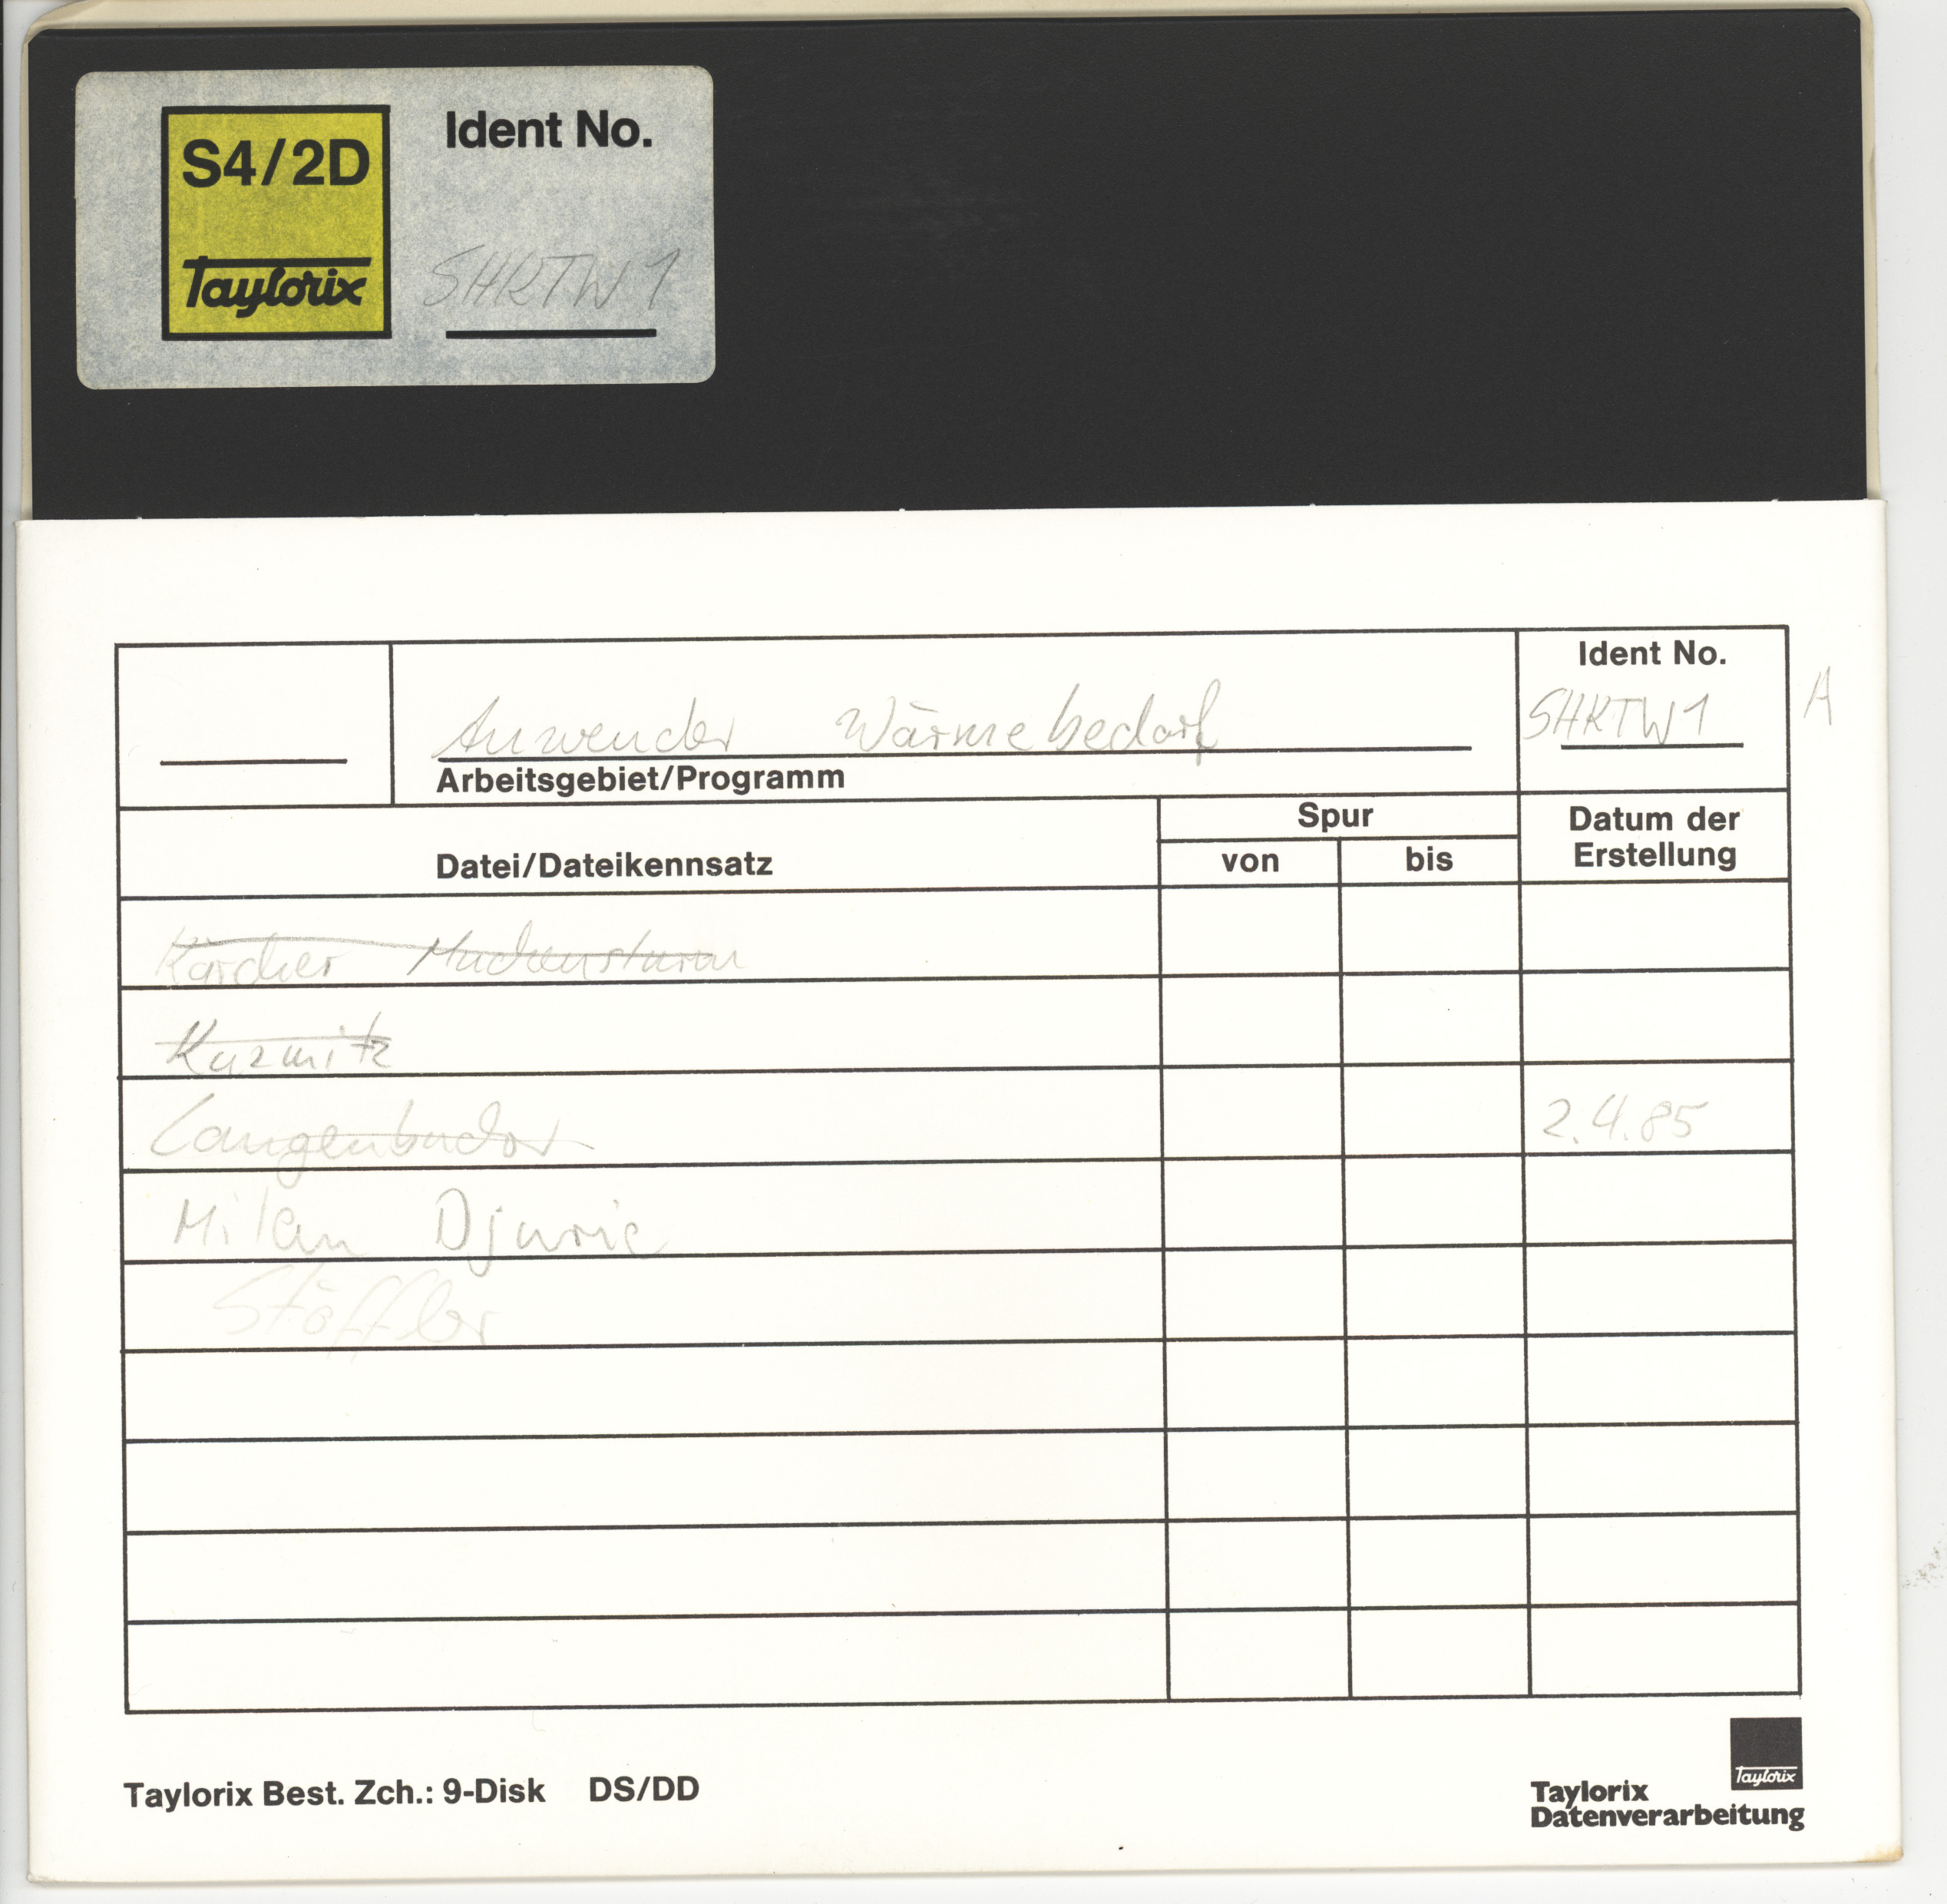 S4/2D
Ident No.
Taylorix
SHKTW1
Ident No.
Anwender Wärmebedarf
SHKTW1
A
Arbeitsgebiet/Programm
Spur
Datum der
Erstellung
Datei/Dateikennsatz
von
bis
Kärcher Muckensturm
Kuzmitz
2.4.85
Milan Djuric
Stöffler
Taylorix Best. Zch.: 9-Disk DS/DD
Taylorix
Taylorix
Datenverarbeitung